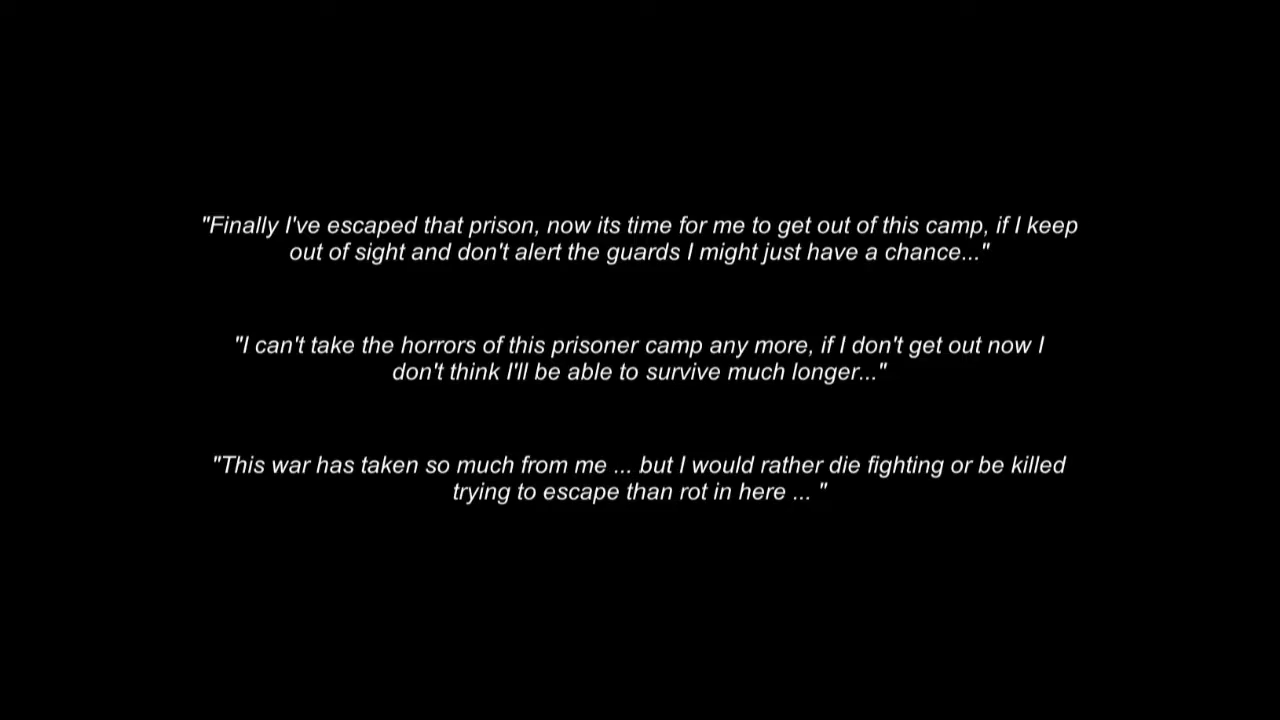 "Finally I've escaped that prison, now its time for me to get out of this camp, if I keep
out of sight and don't alert the guards I might just have a chance..."
"I can't take the horrors of this prisoner camp any more, if I don't get out now I
don't think I'll be able to survive much longer..."
"This war has taken so much from me ... but I would rather die fighting or be killed
trying to escape than rot in here ... "